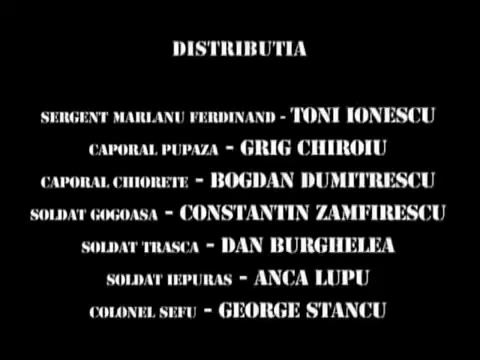 DISTRIBUTIA
SERGENT MARLANU FERDINAND - TONI IONESCU
CAPORAL PUPAZA - GRIG CHIROIU
CAPORAL CHIORETE - BOGDAN DUMITRESCU
SOLDAT GOGOASA - CONSTANTIN ZAMFIRESCU
SOLDAT TRASCA - DAN BURGHELEA
SOLDAT IEPURAS - ANCA LUPU
COLONEL SEFU - GEORGE STANCU